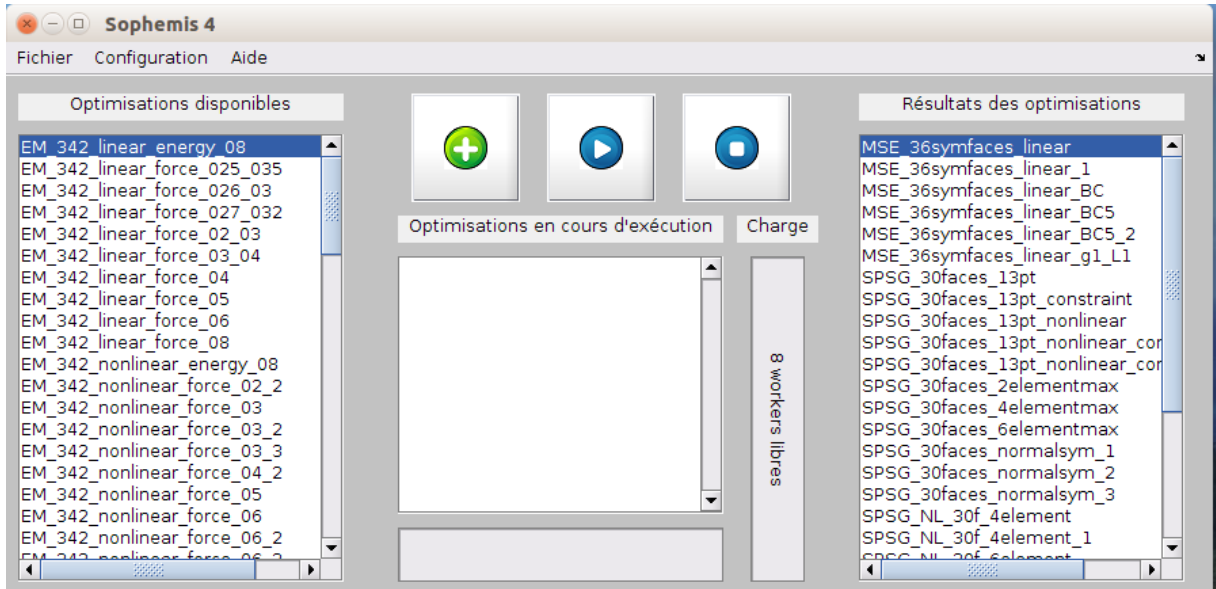 Sophemis 4
Fichier Configuration Aide
Optimisations disponibles
EM_342_linear_energy_08
EM_342_linear_force_025_035
EM_342_linear_force_026_03
EM_342_linear_force_027_032
EM_342_linear_force_02_03
EM_342_linear_force_03_04
EM_342_linear_force_04
EM_342_linear_force_05
EM_342_linear_force_06
EM_342_linear_force_08
EM_342_nonlinear_energy_08
EM_342_nonlinear_force_02_2
EM_342_nonlinear_force_03
EM_342_nonlinear_force_03_2
EM_342_nonlinear_force_03_3
EM_342_nonlinear_force_04_2
EM_342_nonlinear_force_05
EM_342_nonlinear_force_06
EM_342_nonlinear_force_06_2
Optimisations en cours d'exécution
Charge
8 workers libres
Résultats des optimisations
MSE_36symfaces_linear
MSE_36symfaces_linear_1
MSE_36symfaces_linear_BC
MSE_36symfaces_linear_BC5
MSE_36symfaces_linear_BC5_2
MSE_36symfaces_linear_g1_L1
SPSG_30faces_13pt
SPSG_30faces_13pt_constraint
SPSG_30faces_13pt_nonlinear
SPSG_30faces_13pt_nonlinear_cor
SPSG_30faces_13pt_nonlinear_cor
SPSG_30faces_2elementmax
SPSG_30faces_4elementmax
SPSG_30faces_6elementmax
SPSG_30faces_normalsym_1
SPSG_30faces_normalsym_2
SPSG_30faces_normalsym_3
SPSG_NL_30f_4element
SPSG_NL_30f_4element_1